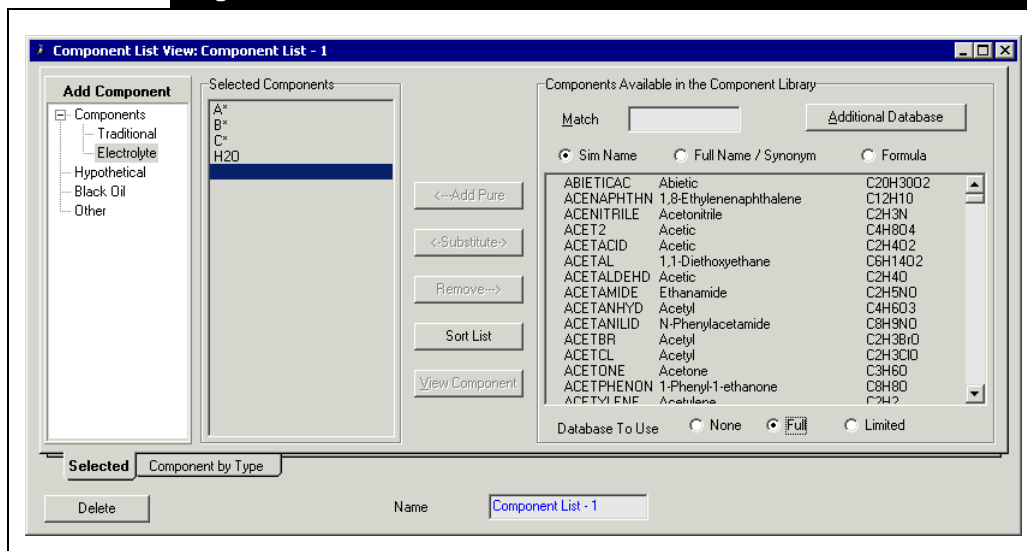 Component List View: Component List - 1
Add Component
Components
Traditional
Electrolyte
Hypothetical
Black Oil
Other
Selected Components
A*
B*
C*
H2O
<---Add Pure
<-Substitute->
Remove--->
Sort List
View Component
Components Available in the Component Library
Match
Additional Database
Sim Name Full Name / Synonym Formula
ABIETICAC Abietic C20H30O2
ACENAPHTHN 1,8-Ethylenenaphthalene C12H10
ACENITRILE Acetonitrile C2H3N
ACET2 Acetic C4H8O4
ACETACID Acetic C2H4O2
ACETAL 1,1-Diethoxyethane C6H14O2
ACETALDEHD Acetic C2H4O
ACETAMIDE Ethanamide C2H5NO
ACETANHYD Acetyl C4H6O3
ACETANILID N-Phenylacetamide C8H9NO
ACETBR Acetyl C2H3BrO
ACETCL Acetyl C2H3ClO
ACETONE Acetone C3H6O
ACETPHENON 1-Phenyl-1-ethanone C8H8O
ACETYLENE Acetylene C2H2
Database To Use None Full Limited
Selected Component by Type
Delete
Name Component List - 1